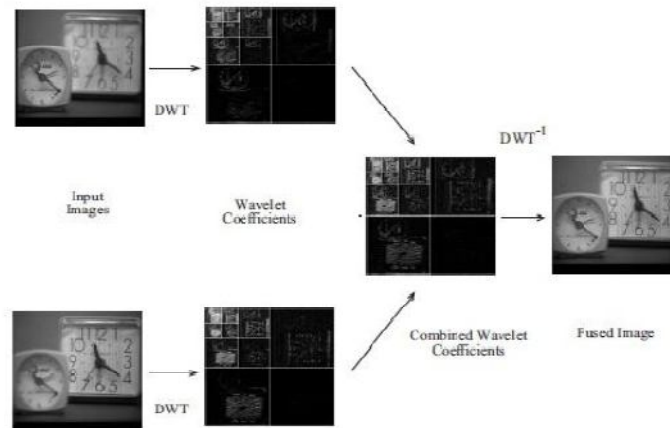 DWT
DWT⁻¹
Input
Images
Wavelet
Coefficients
Combined Wavelet
Coefficients
Fused Image
DWT